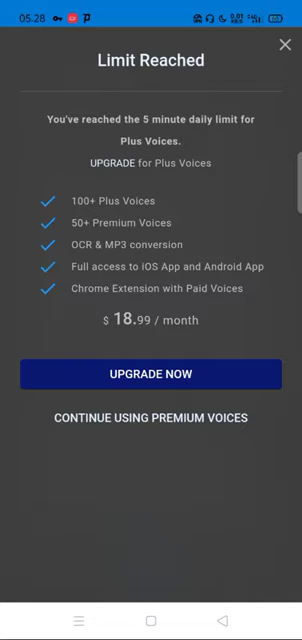 05.28
Limit Reached
You've reached the 5 minute daily limit for
Plus Voices.
UPGRADE for Plus Voices
100+ Plus Voices
50+ Premium Voices
OCR & MP3 conversion
Full access to iOS App and Android App
Chrome Extension with Paid Voices
$ 18.99 / month
UPGRADE NOW
CONTINUE USING PREMIUM VOICES